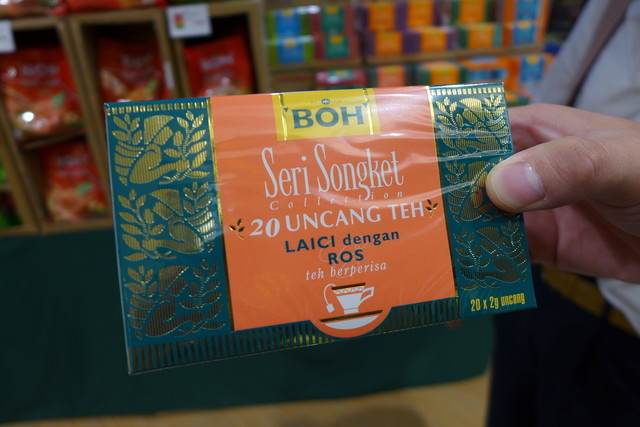 BOH
Seri Songket
Collection
20 UNCANG TEH
LAICI dengan
ROS
teh berperisa
20 x 2g uncang